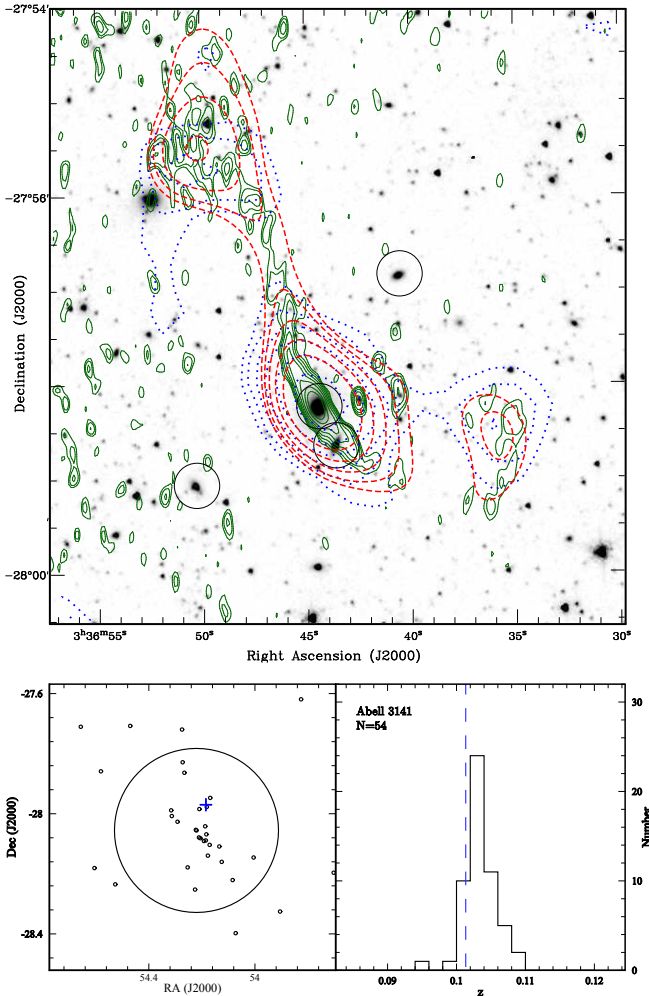 -27°54'
-27°56'
-28°00'
Declination (J2000)
3ʰ36ᵐ55ˢ 50ˢ 45ˢ 40ˢ 35ˢ 30ˢ
Right Ascension (J2000)
-27.6
-28
-28.4
Dec (J2000)
54.4 54
RA (J2000)
Abell 3141
N=54
30
20
10
0
Number
0.09 0.1 0.11 0.12
z